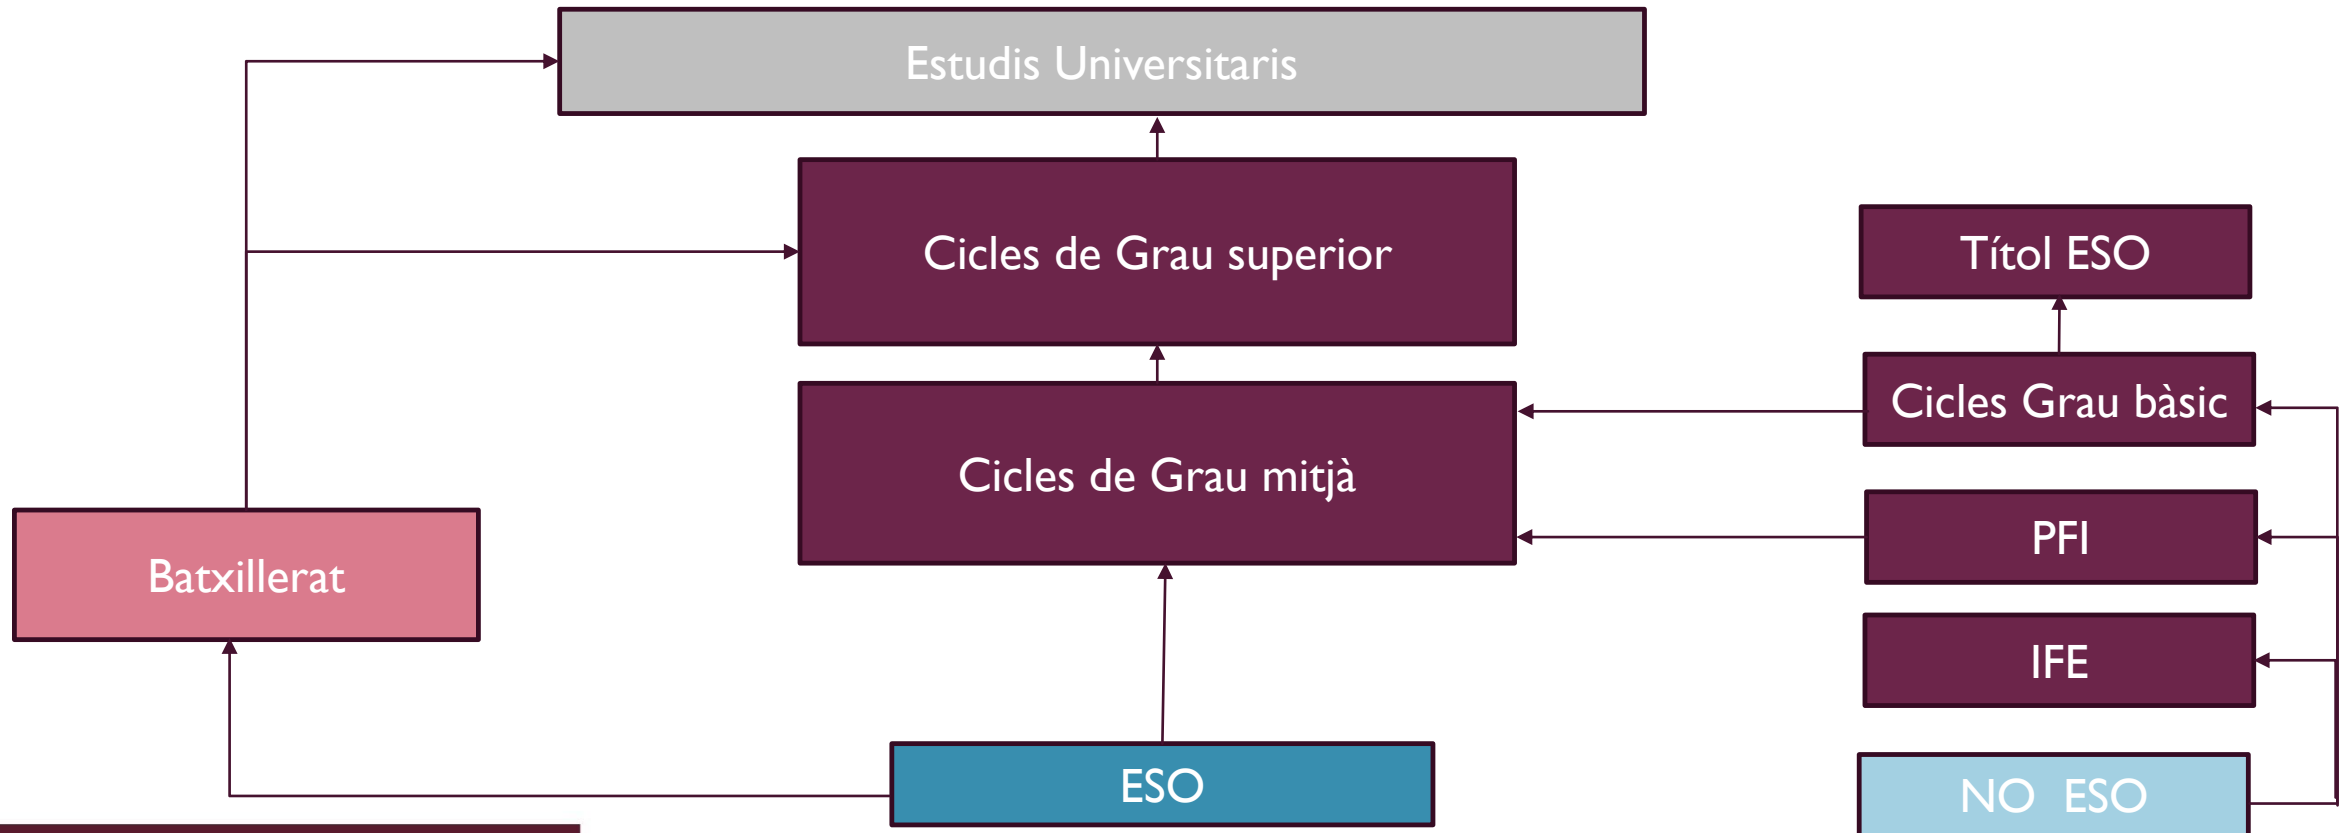 Estudis Universitaris
Cicles de Grau superior
Títol ESO
Cicles Grau bàsic
Cicles de Grau mitjà
PFI
Batxillerat
IFE
ESO
NO ESO